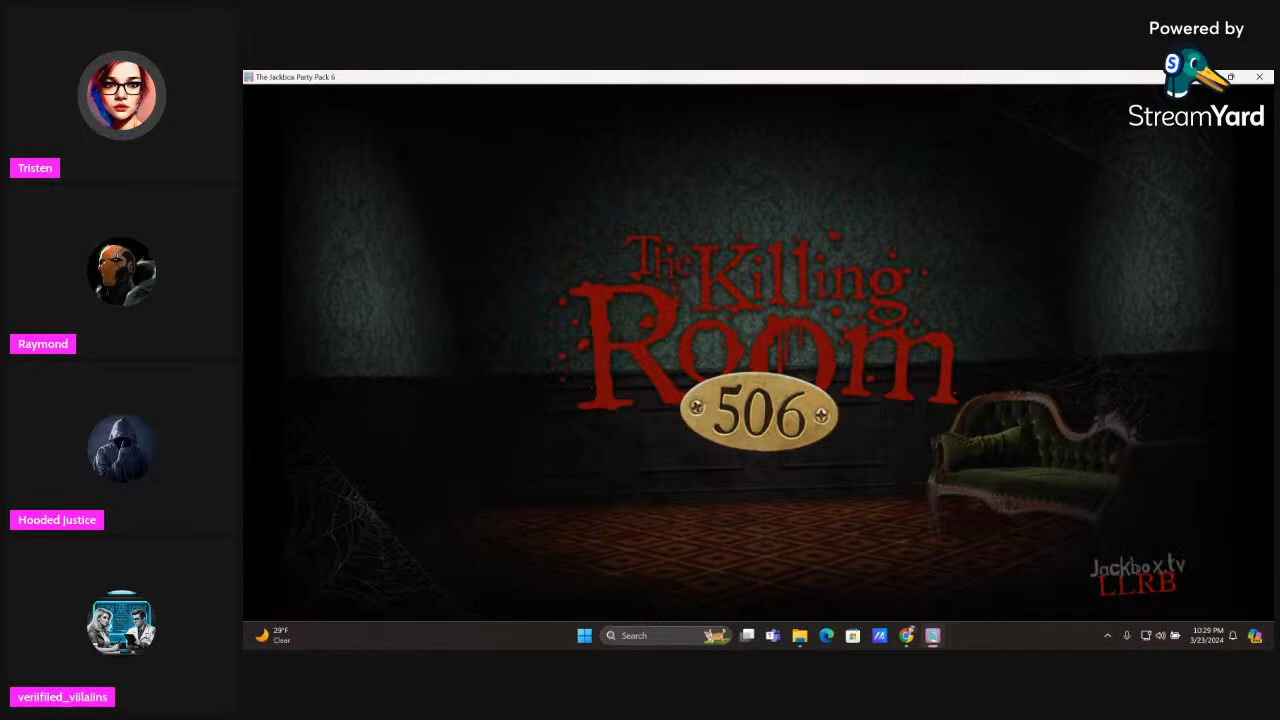 Powered by
StreamYard
The Jackbox Party Pack 6
Tristen
Raymond
Hooded Justice
veriifiied_viilaiins
The Killing
Room
506
Jackbox.tv
LLRB
29°F
Clear
Search
10:29 PM
3/23/2024